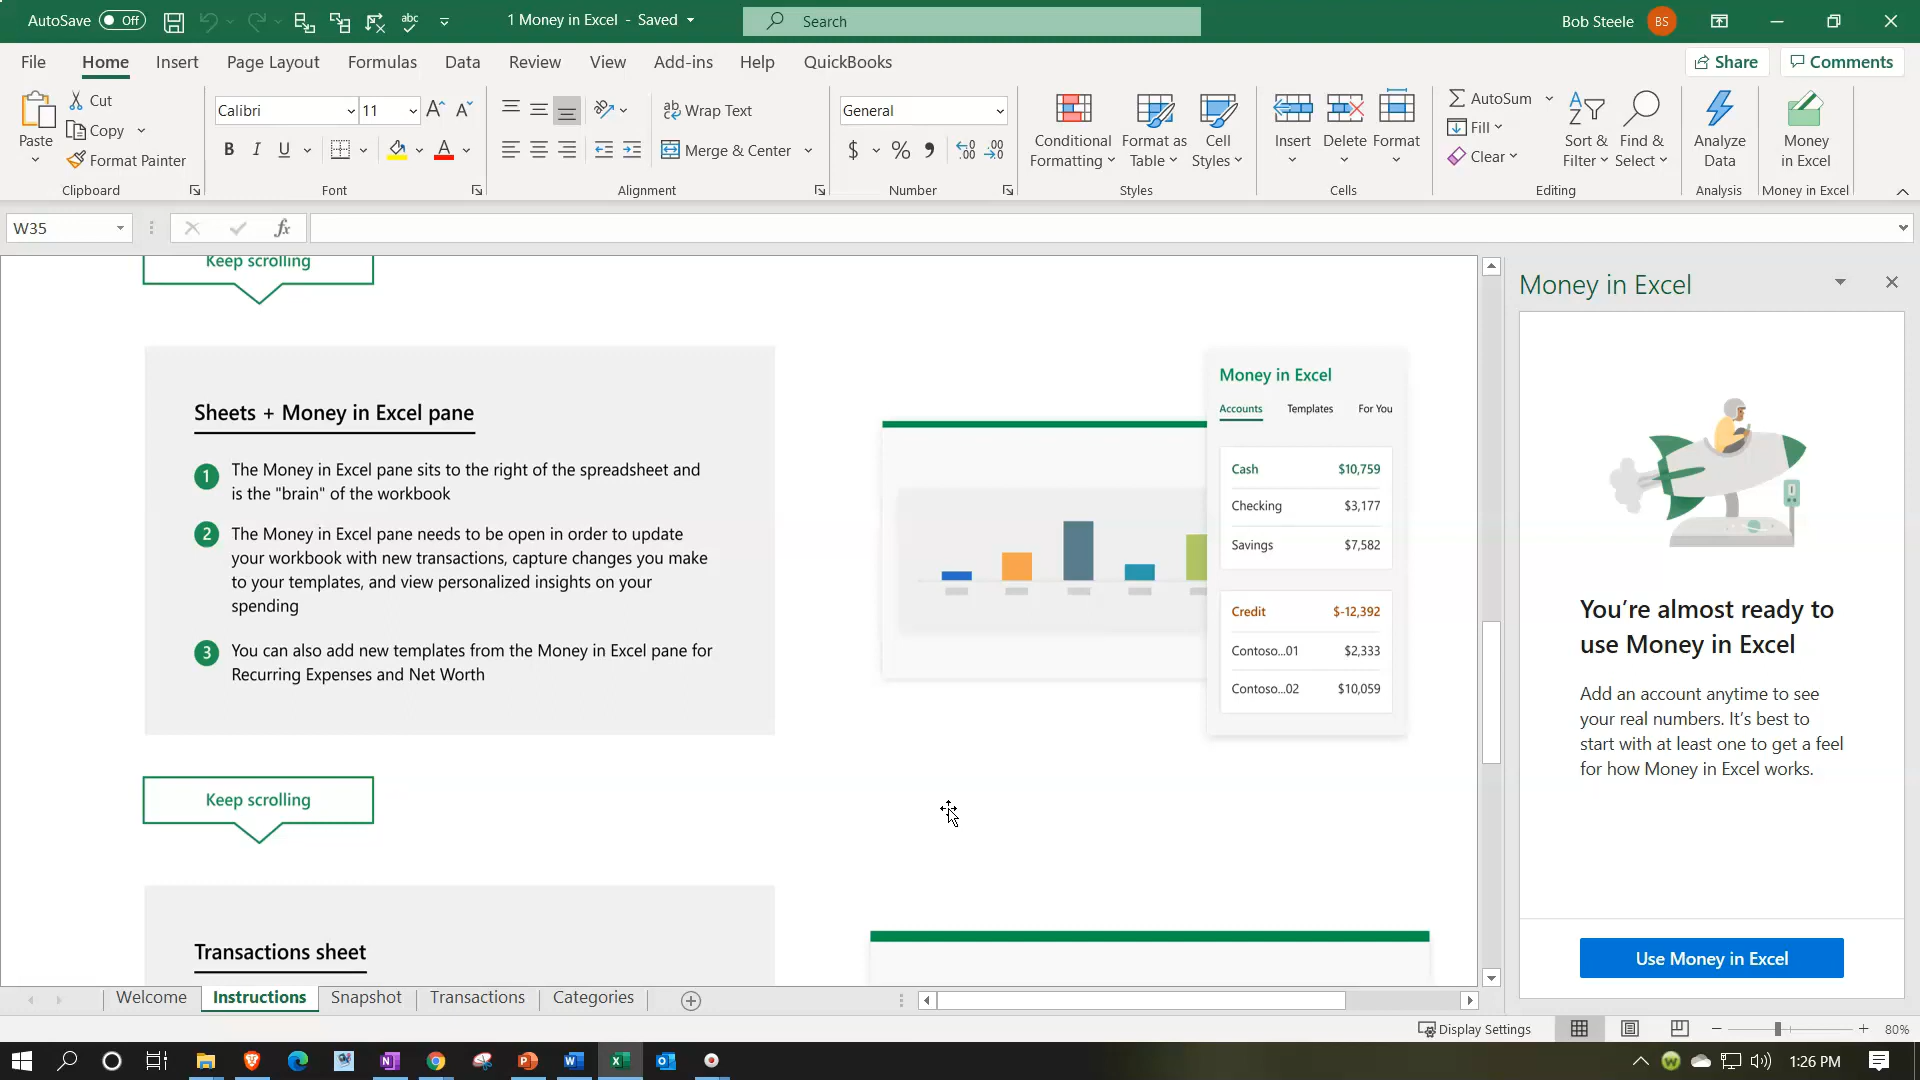 AutoSave Off
abc
1 Money in Excel - Saved
Search
Bob Steele BS
File Home Insert Page Layout Formulas Data Review View Add-ins Help QuickBooks
Share Comments
Paste
Cut
Copy
Format Painter
Clipboard
Calibri 11
B I U
Font
Wrap Text
Merge & Center
Alignment
General
$ % 9
Number
Conditional
Formatting
Format as
Table
Cell
Styles
Styles
Insert Delete Format
Cells
AutoSum
Fill
Clear
Sort &
Filter
Find &
Select
Editing
Analyze
Data
Analysis
Money
in Excel
Money in Excel
W35
fx
Keep scrolling
Sheets + Money in Excel pane
1 The Money in Excel pane sits to the right of the spreadsheet and
is the "brain" of the workbook
2 The Money in Excel pane needs to be open in order to update
your workbook with new transactions, capture changes you make
to your templates, and view personalized insights on your
spending
3 You can also add new templates from the Money in Excel pane for
Recurring Expenses and Net Worth
Money in Excel
Accounts Templates For You
Cash $10,759
Checking $3,177
Savings $7,582
Credit $-12,392
Contoso...01 $2,333
Contoso...02 $10,059
Keep scrolling
Transactions sheet
Money in Excel
You’re almost ready to
use Money in Excel
Add an account anytime to see
your real numbers. It’s best to
start with at least one to get a feel
for how Money in Excel works.
Use Money in Excel
Welcome Instructions Snapshot Transactions Categories
Display Settings
80%
1:26 PM